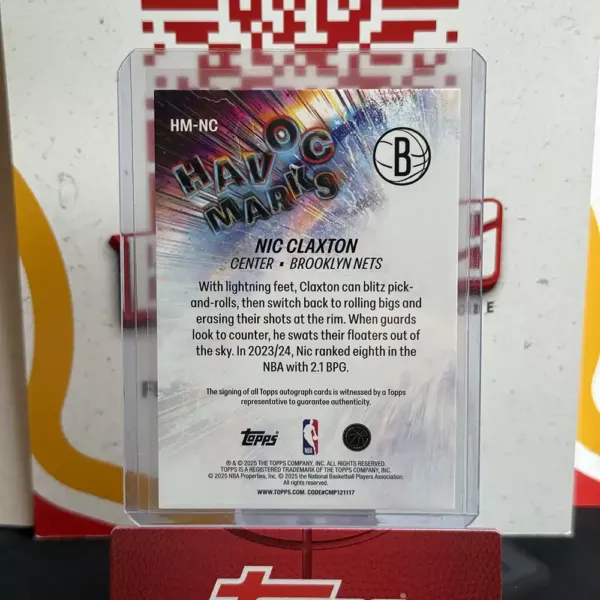 HM-NC
HAVOC
MARKS
B
NIC CLAXTON
CENTER • BROOKLYN NETS
With lightning feet, Claxton can blitz pick-
and-rolls, then switch back to rolling bigs and
erasing their shots at the rim. When guards
look to counter, he swats their floaters out of
the sky. In 2023/24, Nic ranked eighth in the
NBA with 2.1 BPG.
The signing of all Topps autograph cards is witnessed by a Topps
representative to guarantee authenticity.
Topps
NBA
® & © 2025 THE TOPPS COMPANY, INC. ALL RIGHTS RESERVED.
TOPPS IS A REGISTERED TRADEMARK OF THE TOPPS COMPANY, INC.
© 2025 NBA Properties, Inc. © 2025 the National Basketball Players Association.
All rights reserved.
WWW.TOPPS.COM. CODE#CMP121117